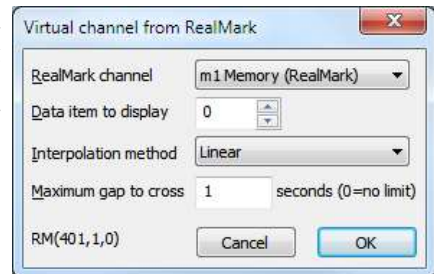 Virtual channel from RealMark
RealMark channel m1 Memory (RealMark)
Data item to display 0
Interpolation method Linear
Maximum gap to cross 1 seconds (0=no limit)
RM(401,1,0) Cancel OK